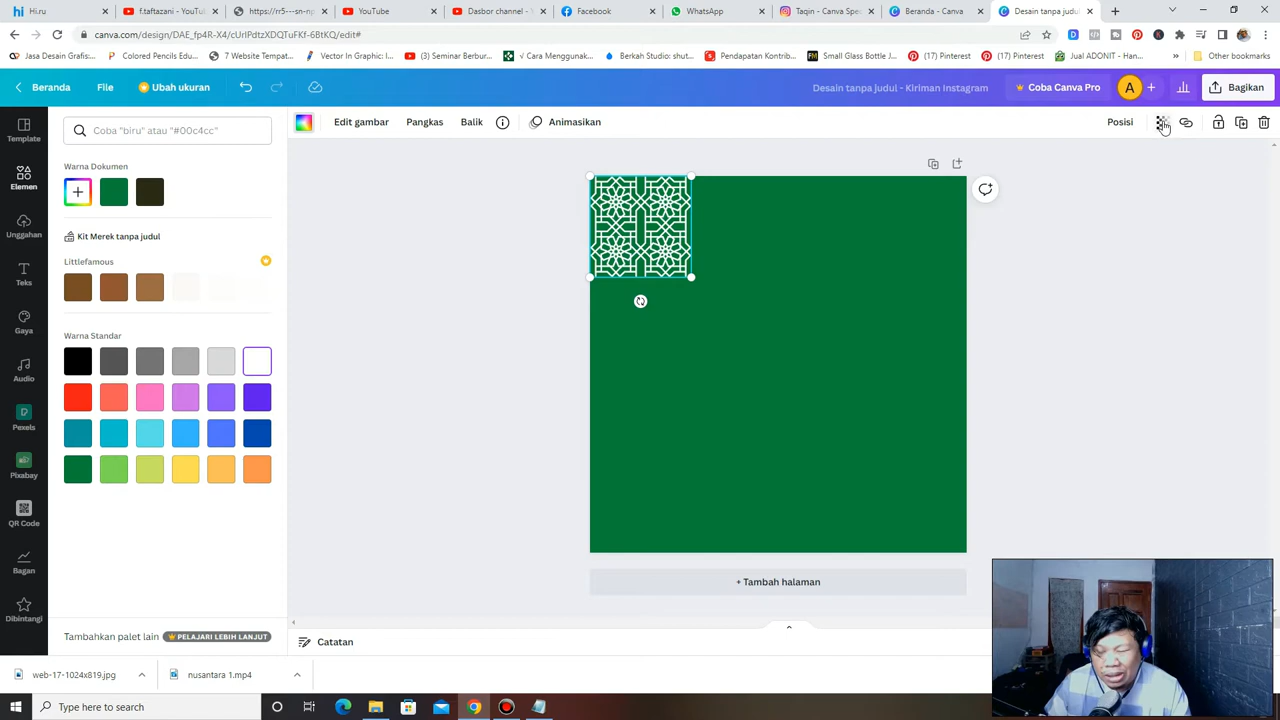 Hi.ru
f.taftazani - YouTu
https://rr5---sn-np
YouTube
Dasbor channel - Y
Facebook
WhatsApp
Taqin - Canva Spe
Beranda - Canva
Desain tanpa judul
canva.com/design/DAE_fp4R-X4/cUrIPdtzXDQTuFKf-6BtKQ/edit#
Jasa Desain Grafis...
Colored Pencils Edu...
7 Website Tempat...
Vector In Graphic: I...
(3) Seminar Berbur...
√ Cara Menggunak...
Berkah Studio: shut...
Pendapatan Kontrib...
Small Glass Bottle J...
(17) Pinterest
(17) Pinterest
Jual ADONIT - Han...
Other bookmarks
Beranda
File
Ubah ukuran
Desain tanpa judul - Kiriman Instagram
Coba Canva Pro
A
Bagikan
Coba "biru" atau "#00c4cc"
Edit gambar
Pangkas
Balik
Animasikan
Posisi
Template
Elemen
Unggahan
Teks
Gaya
Audio
Pexels
Pixabay
QR Code
Bagan
Dibintangi
Warna Dokumen
Kit Merek tanpa judul
Littlefamous
Warna Standar
Tambahkan palet lain
PELAJARI LEBIH LANJUT
+ Tambah halaman
Catatan
web-17-1024x819.jpg
nusantara 1.mp4
Type here to search